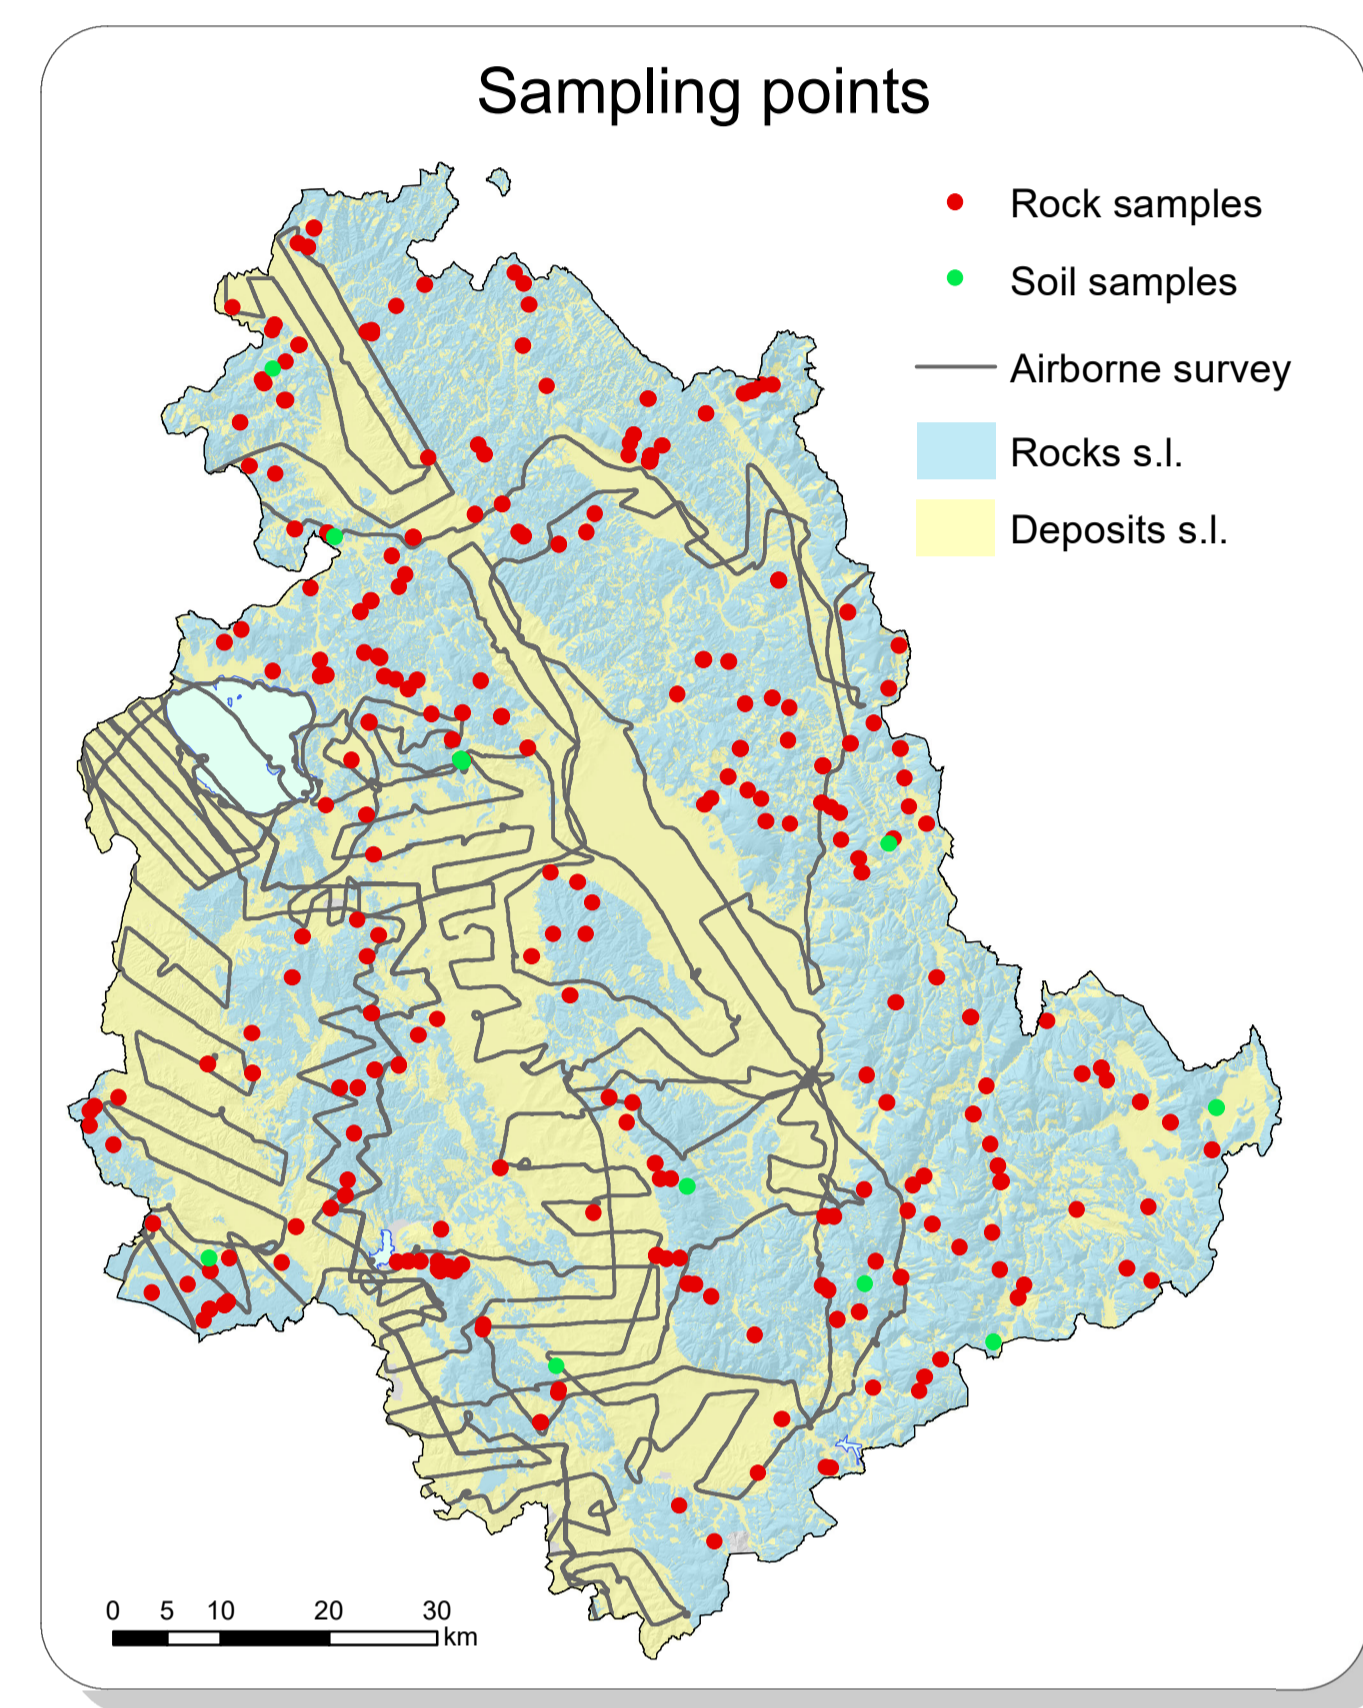 Sampling points
Rock samples
Soil samples
Airborne survey
Rocks s.l.
Deposits s.l.
0 5 10 20 30
km